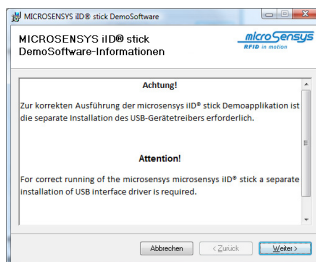 MICROSENSYS iID® stick DemoSoftware
MICROSENSYS iID® stick
DemoSoftware-Informationen
microSensys
RFID in motion
Achtung!
Zur korrekten Ausführung der microsensys iID® stick Demoapplikation ist
die separate Installation des USB-Gerätetreibers erforderlich.
Attention!
For correct running of the microsensys microsensys iID® stick a separate
installation of USB interface driver is required.
Abbrechen
< Zurück
Weiter >